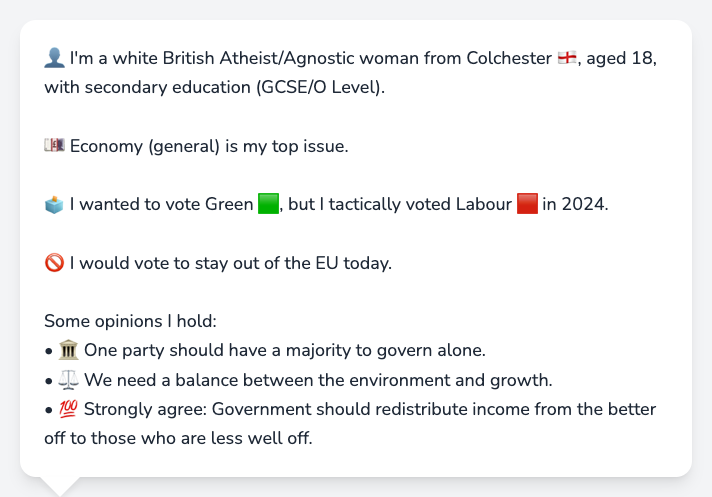 👤 I'm a white British Atheist/Agnostic woman from Colchester 🏴󠁧󠁢󠁥󠁮󠁧󠁿, aged 18,
with secondary education (GCSE/O Level).
💷 Economy (general) is my top issue.
🗳️ I wanted to vote Green 🟩, but I tactically voted Labour 🟥 in 2024.
🚫 I would vote to stay out of the EU today.
Some opinions I hold:
• 🏛️ One party should have a majority to govern alone.
• ⚖️ We need a balance between the environment and growth.
• 💯 Strongly agree: Government should redistribute income from the better
off to those who are less well off.